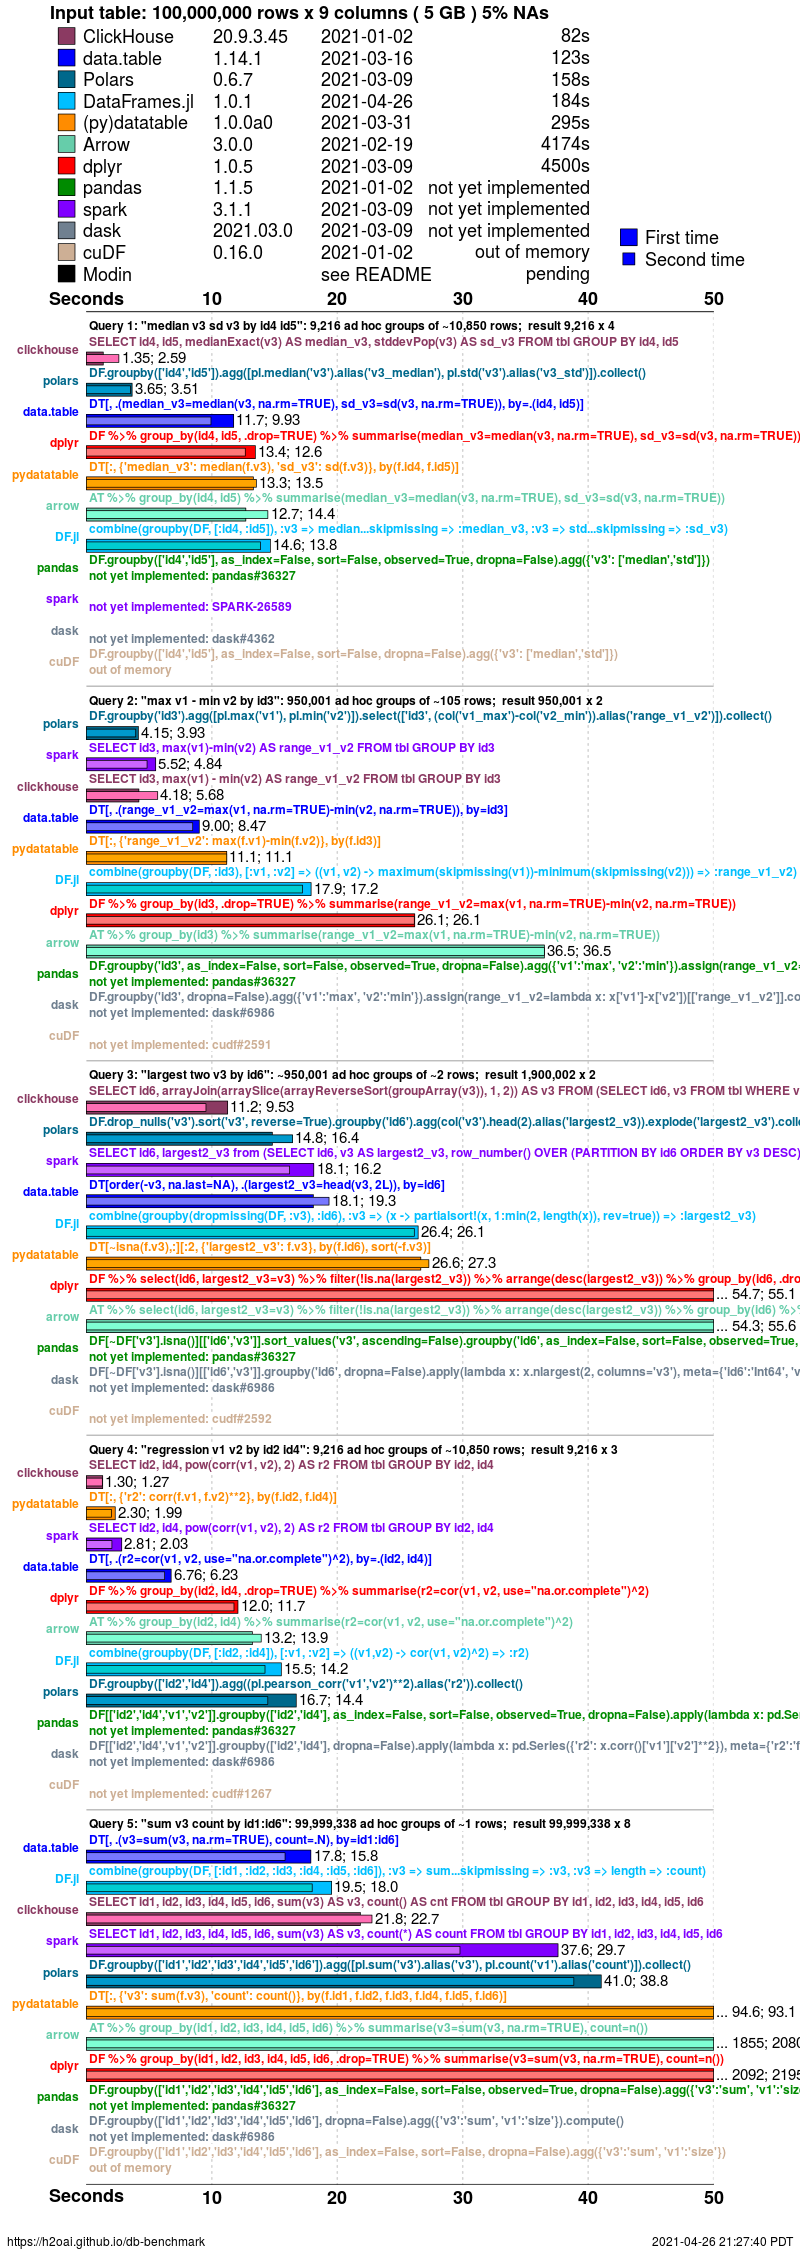 Input table: 100,000,000 rows x 9 columns ( 5 GB ) 5% NAs
ClickHouse 20.9.3.45 2021-01-02 82s
data.table 1.14.1 2021-03-16 123s
Polars 0.6.7 2021-03-09 158s
DataFrames.jl 1.0.1 2021-04-26 184s
(py)datatable 1.0.0a0 2021-03-31 295s
Arrow 3.0.0 2021-02-19 4174s
dplyr 1.0.5 2021-03-09 4500s
pandas 1.1.5 2021-01-02 not yet implemented
spark 3.1.1 2021-03-09 not yet implemented
dask 2021.03.0 2021-03-09 not yet implemented
cuDF 0.16.0 2021-01-02 out of memory
Modin see README pending
First time
Second time
Seconds 10 20 30 40 50
Query 1: "median v3 sd v3 by id4 id5": 9,216 ad hoc groups of ~10,850 rows; result 9,216 x 4
SELECT id4, id5, medianExact(v3) AS median_v3, stddevPop(v3) AS sd_v3 FROM tbl GROUP BY id4, id5
clickhouse 1.35; 2.59
DF.groupby(['id4','id5']).agg([pl.median('v3').alias('v3_median'), pl.std('v3').alias('v3_std')]).collect()
polars 3.65; 3.51
DT[, .(median_v3=median(v3, na.rm=TRUE), sd_v3=sd(v3, na.rm=TRUE)), by=.(id4, id5)]
data.table 11.7; 9.93
DF %>% group_by(id4, id5, .drop=TRUE) %>% summarise(median_v3=median(v3, na.rm=TRUE), sd_v3=sd(v3, na.rm=TRUE))
dplyr 13.4; 12.6
DT[:, {'median_v3': median(f.v3), 'sd_v3': sd(f.v3)}, by(f.id4, f.id5)]
pydatatable 13.3; 13.5
AT %>% group_by(id4, id5) %>% summarise(median_v3=median(v3, na.rm=TRUE), sd_v3=sd(v3, na.rm=TRUE))
arrow 12.7; 14.4
combine(groupby(DF, [:id4, :id5]), :v3 => median...skipmissing => :median_v3, :v3 => std...skipmissing => :sd_v3)
DF.jl 14.6; 13.8
DF.groupby(['id4','id5'], as_index=False, sort=False, observed=True, dropna=False).agg({'v3': ['median','std']})
pandas not yet implemented: pandas#36327
spark not yet implemented: SPARK-26589
dask not yet implemented: dask#4362
DF.groupby(['id4','id5'], as_index=False, sort=False, dropna=False).agg({'v3': ['median','std']})
cuDF out of memory
Query 2: "max v1 - min v2 by id3": 950,001 ad hoc groups of ~105 rows; result 950,001 x 2
DF.groupby('id3').agg([pl.max('v1'), pl.min('v2')]).select(['id3', (col('v1_max')-col('v2_min')).alias('range_v1_v2')]).collect()
polars 4.15; 3.93
SELECT id3, max(v1)-min(v2) AS range_v1_v2 FROM tbl GROUP BY id3
spark 5.52; 4.84
SELECT id3, max(v1) - min(v2) AS range_v1_v2 FROM tbl GROUP BY id3
clickhouse 4.18; 5.68
DT[, .(range_v1_v2=max(v1, na.rm=TRUE)-min(v2, na.rm=TRUE)), by=id3]
data.table 9.00; 8.47
DT[:, {'range_v1_v2': max(f.v1)-min(f.v2)}, by(f.id3)]
pydatatable 11.1; 11.1
combine(groupby(DF, :id3), [:v1, :v2] => ((v1, v2) -> maximum(skipmissing(v1))-minimum(skipmissing(v2))) => :range_v1_v2)
DF.jl 17.9; 17.2
DF %>% group_by(id3, .drop=TRUE) %>% summarise(range_v1_v2=max(v1, na.rm=TRUE)-min(v2, na.rm=TRUE))
dplyr 26.1; 26.1
AT %>% group_by(id3) %>% summarise(range_v1_v2=max(v1, na.rm=TRUE)-min(v2, na.rm=TRUE))
arrow 36.5; 36.5
DF.groupby('id3', as_index=False, sort=False, observed=True, dropna=False).agg({'v1':'max', 'v2':'min'}).assign(range_v1_v2=
pandas not yet implemented: pandas#36327
DF.groupby('id3', dropna=False).agg({'v1':'max', 'v2':'min'}).assign(range_v1_v2=lambda x: x['v1']-x['v2'])[['range_v1_v2']].co
dask not yet implemented: dask#6986
cuDF not yet implemented: cudf#2591
Query 3: "largest two v3 by id6": ~950,001 ad hoc groups of ~2 rows; result 1,900,002 x 2
SELECT id6, arrayJoin(arraySlice(arrayReverseSort(groupArray(v3)), 1, 2)) AS v3 FROM (SELECT id6, v3 FROM tbl WHERE v
clickhouse 11.2; 9.53
DF.drop_nulls('v3').sort('v3', reverse=True).groupby('id6').agg(col('v3').head(2).alias('largest2_v3')).explode('largest2_v3').coll
polars 14.8; 16.4
SELECT id6, largest2_v3 from (SELECT id6, v3 AS largest2_v3, row_number() OVER (PARTITION BY id6 ORDER BY v3 DESC)
spark 18.1; 16.2
DT[order(-v3, na.last=NA), .(largest2_v3=head(v3, 2L)), by=id6]
data.table 18.1; 19.3
combine(groupby(dropmissing(DF, :v3), :id6), :v3 => (x -> partialsort!(x, 1:min(2, length(x)), rev=true)) => :largest2_v3)
DF.jl 26.4; 26.1
DT[~isna(f.v3),:][:2, {'largest2_v3': f.v3}, by(f.id6), sort(-f.v3)]
pydatatable 26.6; 27.3
DF %>% select(id6, largest2_v3=v3) %>% filter(!is.na(largest2_v3)) %>% arrange(desc(largest2_v3)) %>% group_by(id6, .dro
dplyr ... 54.7; 55.1
AT %>% select(id6, largest2_v3=v3) %>% filter(!is.na(largest2_v3)) %>% arrange(desc(largest2_v3)) %>% group_by(id6) %>%
arrow ... 54.3; 55.6
DF[~DF['v3'].isna()][['id6','v3']].sort_values('v3', ascending=False).groupby('id6', as_index=False, sort=False, observed=True,
pandas not yet implemented: pandas#36327
DF[~DF['v3'].isna()][['id6','v3']].groupby('id6', dropna=False).apply(lambda x: x.nlargest(2, columns='v3'), meta={'id6':'Int64', 'v
dask not yet implemented: dask#6986
cuDF not yet implemented: cudf#2592
Query 4: "regression v1 v2 by id2 id4": 9,216 ad hoc groups of ~10,850 rows; result 9,216 x 3
SELECT id2, id4, pow(corr(v1, v2), 2) AS r2 FROM tbl GROUP BY id2, id4
clickhouse 1.30; 1.27
DT[:, {'r2': corr(f.v1, f.v2)**2}, by(f.id2, f.id4)]
pydatatable 2.30; 1.99
SELECT id2, id4, pow(corr(v1, v2), 2) AS r2 FROM tbl GROUP BY id2, id4
spark 2.81; 2.03
DT[, .(r2=cor(v1, v2, use="na.or.complete")^2), by=.(id2, id4)]
data.table 6.76; 6.23
DF %>% group_by(id2, id4, .drop=TRUE) %>% summarise(r2=cor(v1, v2, use="na.or.complete")^2)
dplyr 12.0; 11.7
AT %>% group_by(id2, id4) %>% summarise(r2=cor(v1, v2, use="na.or.complete")^2)
arrow 13.2; 13.9
combine(groupby(DF, [:id2, :id4]), [:v1, :v2] => ((v1,v2) -> cor(v1, v2)^2) => :r2)
DF.jl 15.5; 14.2
DF.groupby(['id2','id4']).agg((pl.pearson_corr('v1','v2')**2).alias('r2')).collect()
polars 16.7; 14.4
DF[['id2','id4','v1','v2']].groupby(['id2','id4'], as_index=False, sort=False, observed=True, dropna=False).apply(lambda x: pd.Se
pandas not yet implemented: pandas#36327
DF[['id2','id4','v1','v2']].groupby(['id2','id4'], dropna=False).apply(lambda x: pd.Series({'r2': x.corr()['v1']['v2']**2}), meta={'r2':'f
dask not yet implemented: dask#6986
cuDF not yet implemented: cudf#1267
Query 5: "sum v3 count by id1:id6": 99,999,338 ad hoc groups of ~1 rows; result 99,999,338 x 8
DT[, .(v3=sum(v3, na.rm=TRUE), count=.N), by=id1:id6]
data.table 17.8; 15.8
combine(groupby(DF, [:id1, :id2, :id3, :id4, :id5, :id6]), :v3 => sum...skipmissing => :v3, :v3 => length => :count)
DF.jl 19.5; 18.0
SELECT id1, id2, id3, id4, id5, id6, sum(v3) AS v3, count() AS cnt FROM tbl GROUP BY id1, id2, id3, id4, id5, id6
clickhouse 21.8; 22.7
SELECT id1, id2, id3, id4, id5, id6, sum(v3) AS v3, count(*) AS count FROM tbl GROUP BY id1, id2, id3, id4, id5, id6
spark 37.6; 29.7
DF.groupby(['id1','id2','id3','id4','id5','id6']).agg([pl.sum('v3').alias('v3'), pl.count('v1').alias('count')]).collect()
polars 41.0; 38.8
DT[:, {'v3': sum(f.v3), 'count': count()}, by(f.id1, f.id2, f.id3, f.id4, f.id5, f.id6)]
pydatatable ... 94.6; 93.1
AT %>% group_by(id1, id2, id3, id4, id5, id6) %>% summarise(v3=sum(v3, na.rm=TRUE), count=n())
arrow ... 1855; 2080
DF %>% group_by(id1, id2, id3, id4, id5, id6, .drop=TRUE) %>% summarise(v3=sum(v3, na.rm=TRUE), count=n())
dplyr ... 2092; 2195
DF.groupby(['id1','id2','id3','id4','id5','id6'], as_index=False, sort=False, observed=True, dropna=False).agg({'v3':'sum', 'v1':'size
pandas not yet implemented: pandas#36327
DF.groupby(['id1','id2','id3','id4','id5','id6'], dropna=False).agg({'v3':'sum', 'v1':'size'}).compute()
dask not yet implemented: dask#6986
DF.groupby(['id1','id2','id3','id4','id5','id6'], as_index=False, sort=False, dropna=False).agg({'v3':'sum', 'v1':'size'})
cuDF out of memory
Seconds 10 20 30 40 50
https://h2oai.github.io/db-benchmark 2021-04-26 21:27:40 PDT